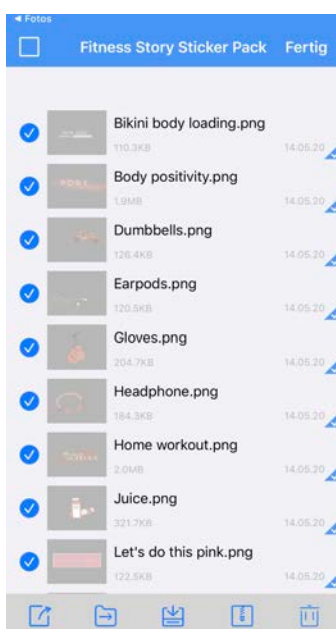 ◀ Fotos
Fitness Story Sticker Pack Fertig
Bikini body loading.png
110.3KB 14.05.20
Body positivity.png
1.9MB 14.05.20
Dumbbells.png
126.4KB 14.05.20
Earpods.png
120.5KB 14.05.20
Gloves.png
204.7KB 14.05.20
Headphone.png
184.3KB 14.05.20
Home workout.png
2.0MB 14.05.20
Juice.png
321.7KB 14.05.20
Let's do this pink.png
122.5KB 14.05.20